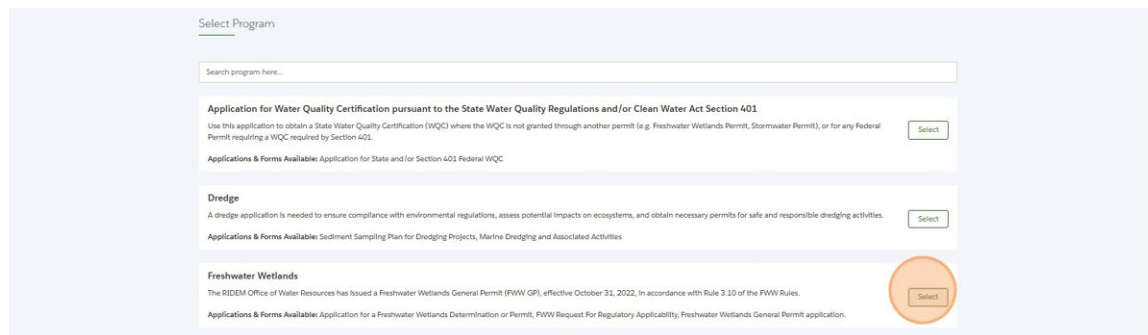 Select Program
Search program here...
Application for Water Quality Certification pursuant to the State Water Quality Regulations and/or Clean Water Act Section 401
Use this application to obtain a State Water Quality Certification (WQC) where the WQC is not granted through another permit (e.g. Freshwater Wetlands Permit, Stormwater Permit), or for any Federal
Permit requiring a WQC required by Section 401.
Select
Applications & Forms Available: Application for State and/or Section 401 Federal WQC
Dredge
A dredge application is needed to ensure compliance with environmental regulations, assess potential impacts on ecosystems, and obtain necessary permits for safe and responsible dredging activities.
Select
Applications & Forms Available: Sediment Sampling Plan for Dredging Projects, Marine Dredging and Associated Activities
Freshwater Wetlands
The RIDEM Office of Water Resources has issued a Freshwater Wetlands General Permit (FWW GP), effective October 31, 2022, in accordance with Rule 3.10 of the FWW Rules.
Select
Applications & Forms Available: Application for a Freshwater Wetlands Determination or Permit, FWW Request For Regulatory Applicability, Freshwater Wetlands General Permit application.